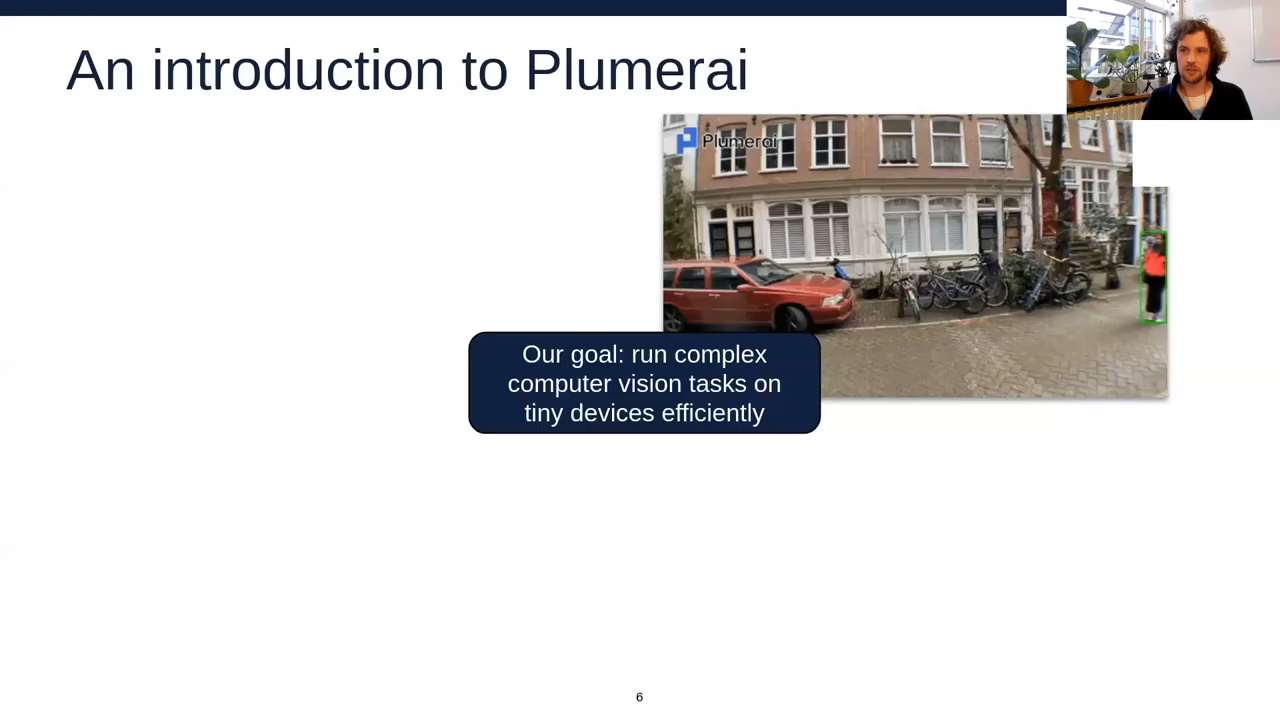 An introduction to Plumerai
Plumerai
Our goal: run complex
computer vision tasks on
tiny devices efficiently
6